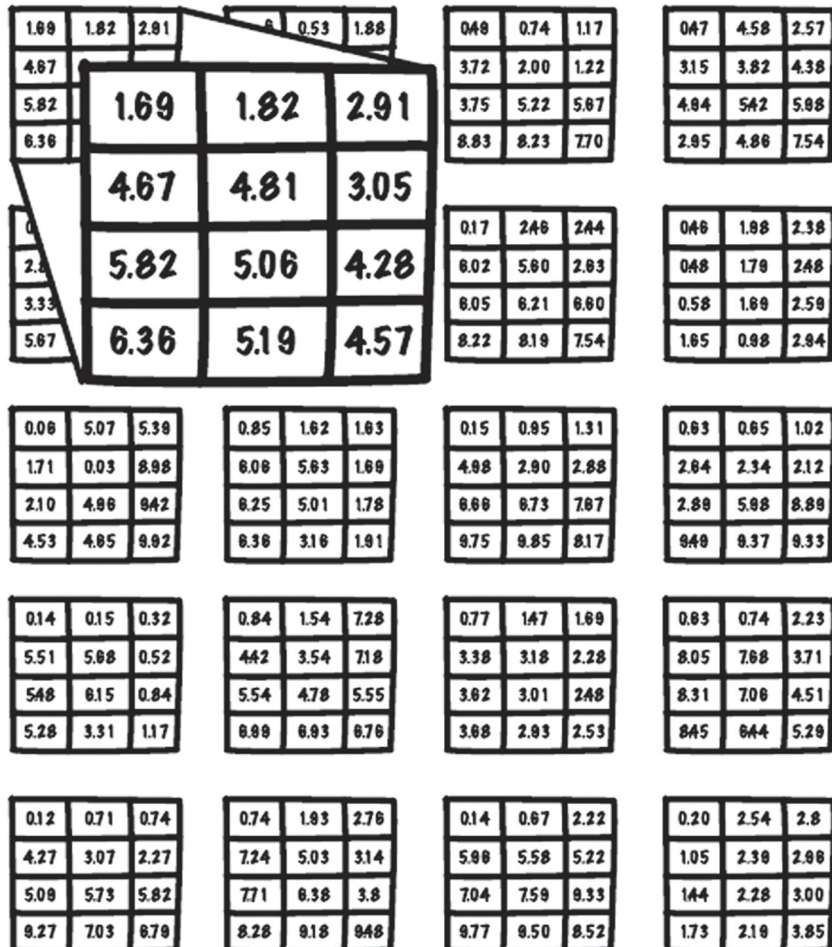 1.69 1.82 2.91 0.53 1.88 0.49 0.74 1.17 0.47 4.58 2.57
4.67 3.72 2.00 1.22 3.15 3.82 4.38
5.82 3.75 5.22 5.67 4.94 5.42 5.98
6.36 8.83 8.23 7.70 2.95 4.86 7.54
1.69 1.82 2.91
4.67 4.81 3.05
5.82 5.06 4.28
6.36 5.19 4.57
0.17 2.46 2.44 0.46 1.98 2.38
6.02 5.60 2.63 0.48 1.79 2.48
3.33 6.05 6.21 6.60 0.58 1.69 2.59
5.67 8.22 8.19 7.54 1.65 0.98 2.94
0.06 5.07 5.39 0.85 1.62 1.63 0.15 0.95 1.31 0.63 0.65 1.02
1.71 0.03 8.98 6.06 5.63 1.69 4.98 2.90 2.88 2.64 2.34 2.12
2.10 4.96 9.42 6.25 5.01 1.78 6.66 6.73 7.67 2.89 5.98 8.89
4.53 4.65 9.92 6.36 3.16 1.91 9.75 9.85 8.17 9.49 9.37 9.33
0.14 0.15 0.32 0.84 1.54 7.28 0.77 1.47 1.69 0.63 0.74 2.23
5.51 5.68 0.52 4.42 3.54 7.18 3.38 3.18 2.28 8.05 7.68 3.71
5.48 6.15 0.84 5.54 4.78 5.55 3.62 3.01 2.48 8.31 7.06 4.51
5.28 3.31 1.17 6.99 6.93 6.76 3.68 2.93 2.53 8.45 6.44 5.29
0.12 0.71 0.74 0.74 1.93 2.76 0.14 0.67 2.22 0.20 2.54 2.8
4.27 3.07 2.27 7.24 5.03 3.14 5.96 5.58 5.22 1.05 2.39 2.96
5.09 5.73 5.82 7.71 6.38 3.8 7.04 7.59 9.33 1.44 2.28 3.00
9.27 7.03 6.79 8.28 9.18 9.48 9.77 9.50 8.52 1.73 2.19 3.85